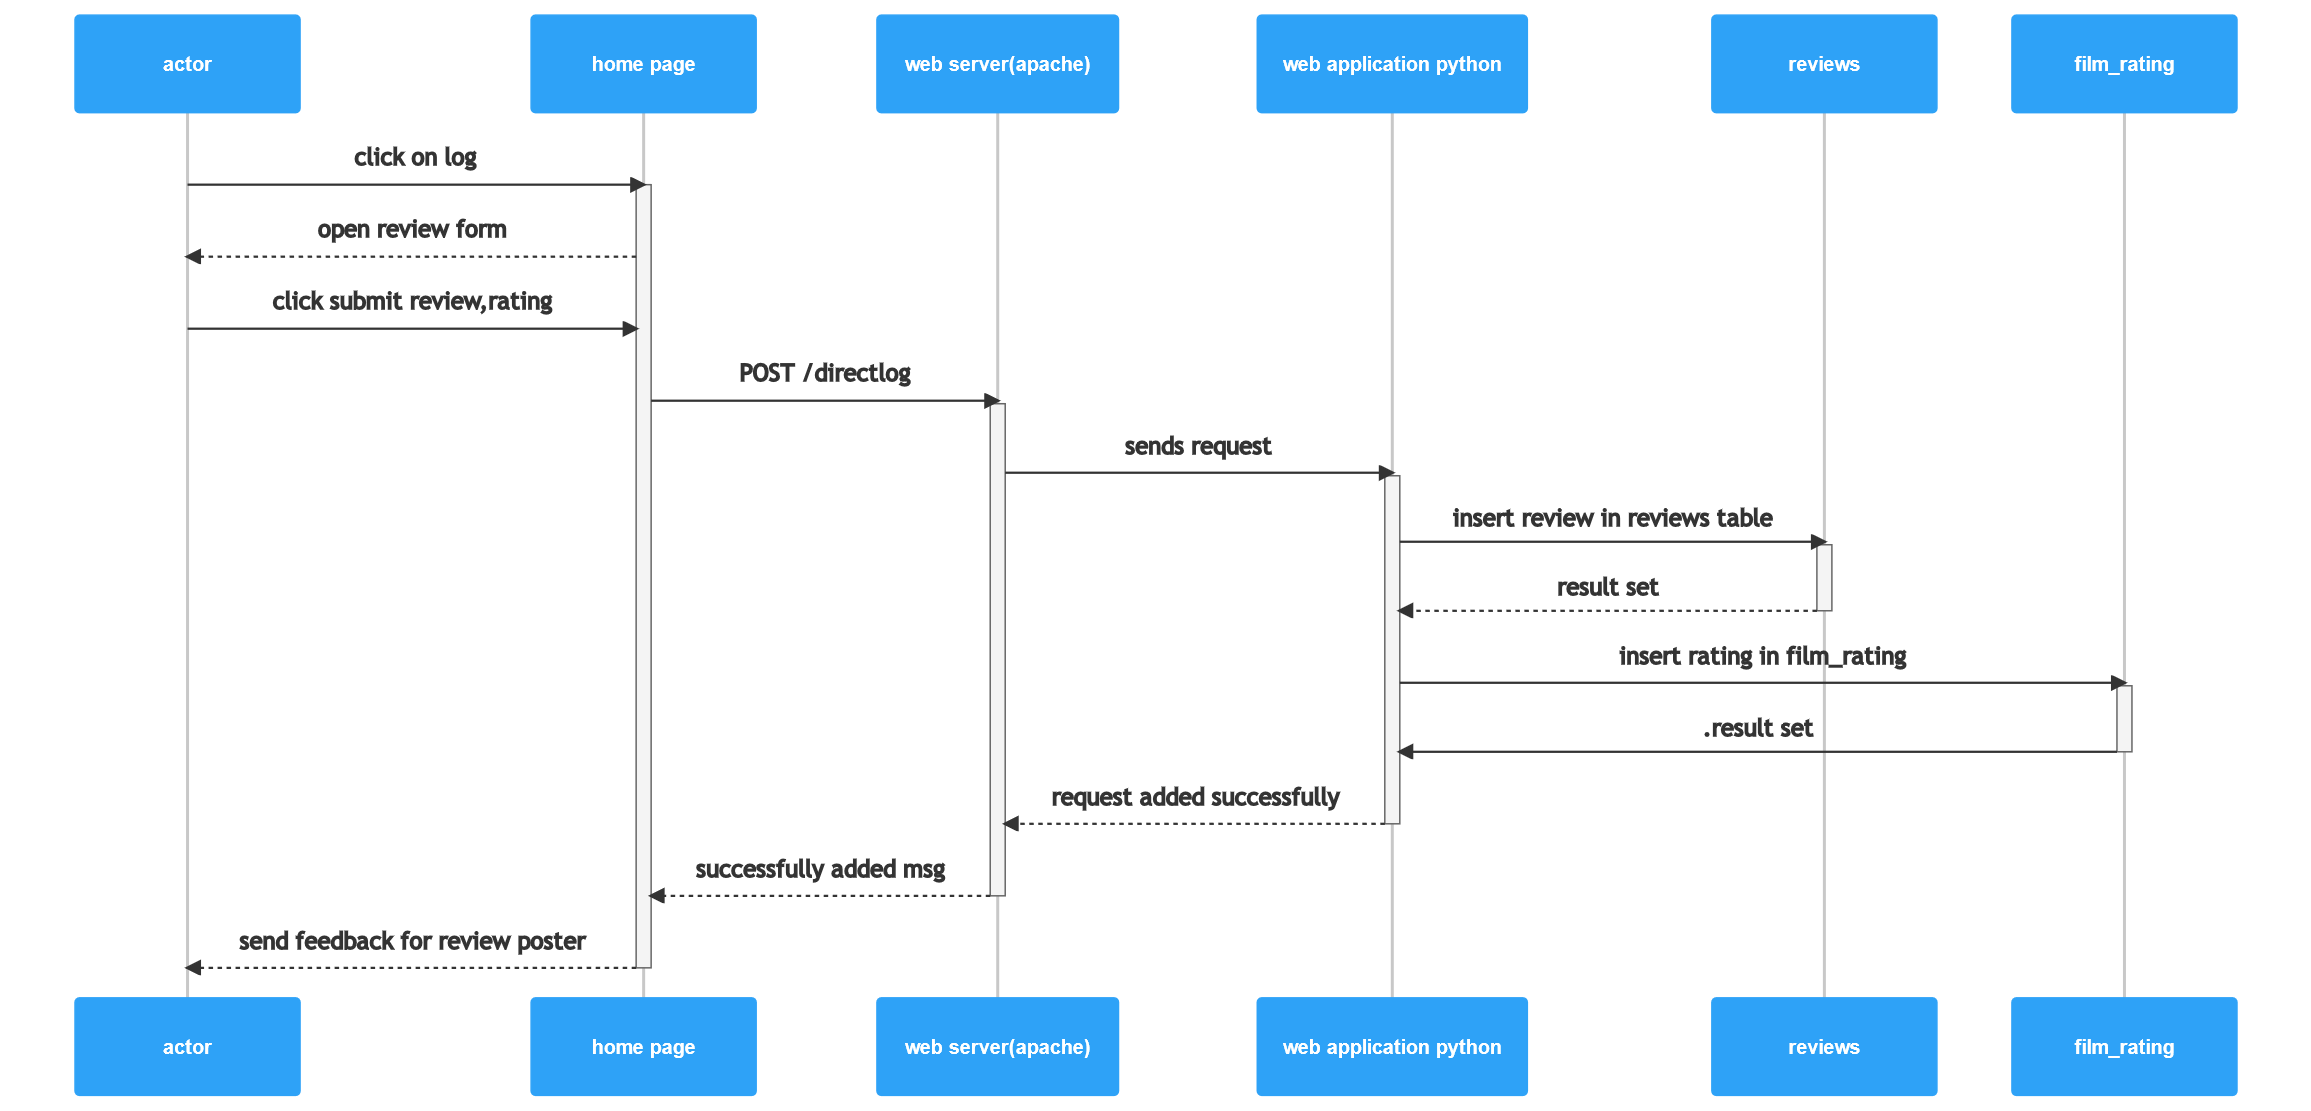 actor
home page
web server(apache)
web application python
reviews
film_rating
click on log
open review form
click submit review,rating
POST /directlog
sends request
insert review in reviews table
result set
insert rating in film_rating
.result set
request added successfully
successfully added msg
send feedback for review poster
actor
home page
web server(apache)
web application python
reviews
film_rating